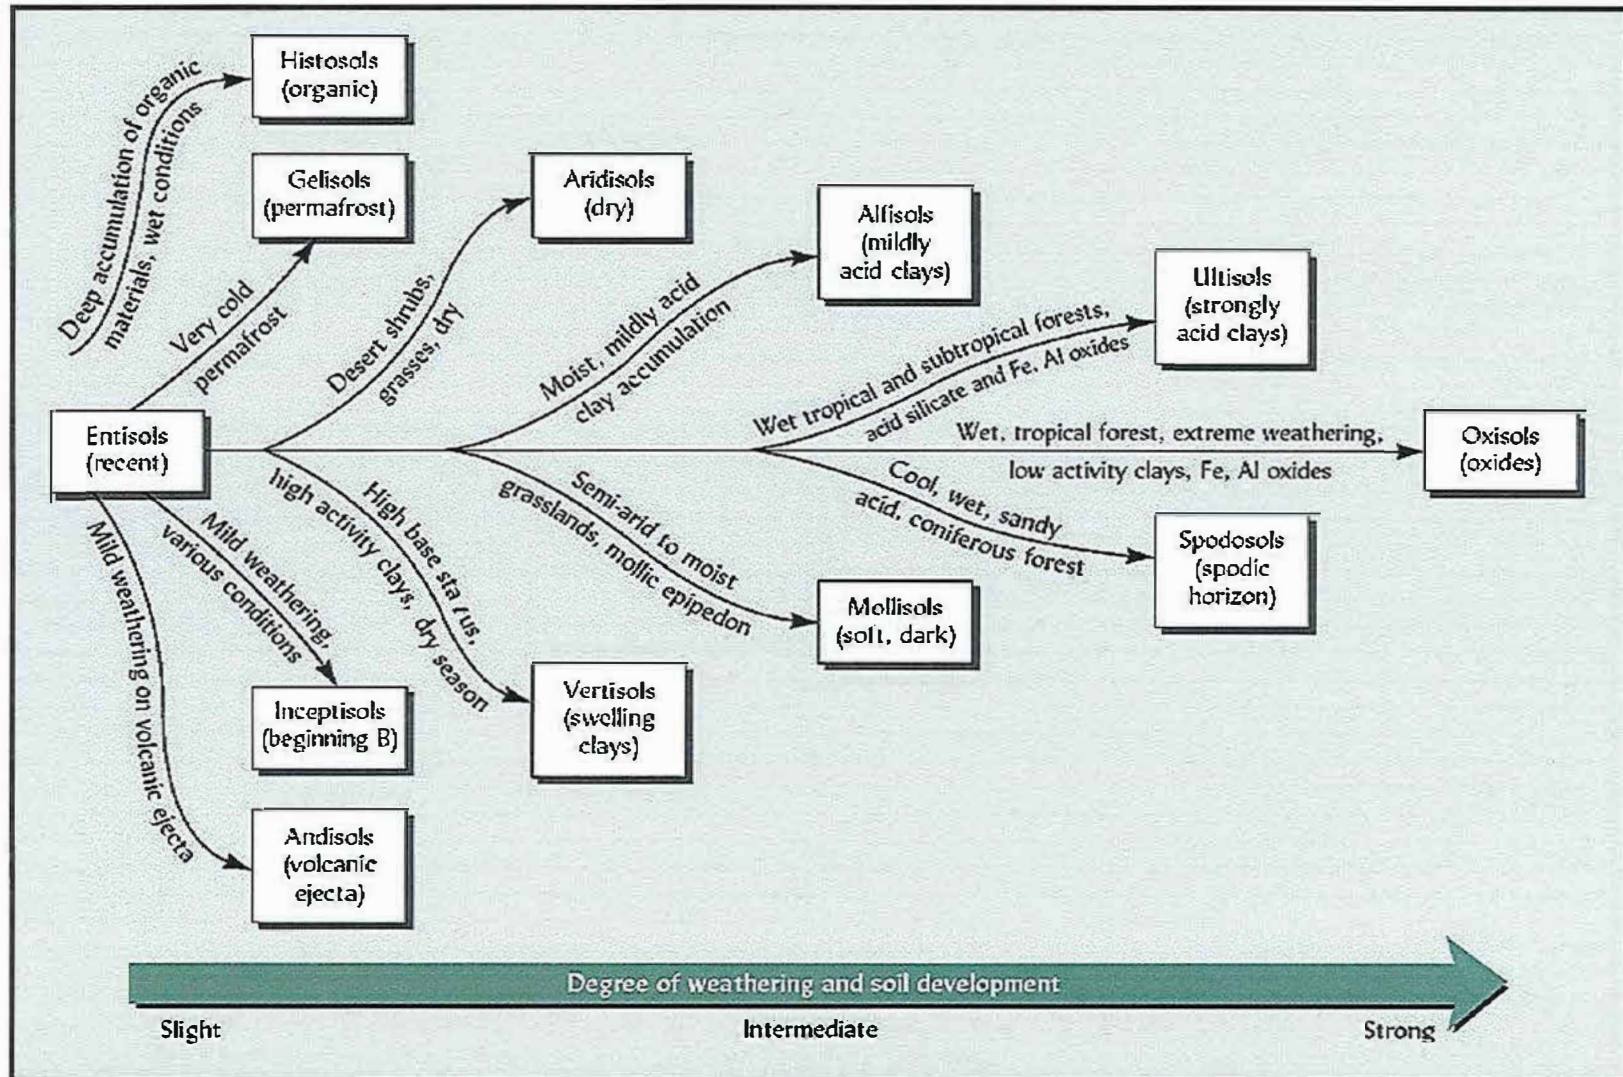 Deep accumulation of organic
materials, wet conditions
Histosols
(organic)
Very cold
permafrost
Gelisols
(permafrost)
Desert shrubs,
grasses, dry
Aridisols
(dry)
Moist, mildly acid
clay accumulation
Alfisols
(mildly
acid clays)
Wet tropical and subtropical forests,
acid silicate and Fe, Al oxides
Ultisols
(strongly
acid clays)
Entisols
(recent)
Wet, tropical forest, extreme weathering,
low activity clays, Fe, Al oxides
Oxisols
(oxides)
Cool, wet, sandy
acid, coniferous forest
Spodosols
(spodic
horizon)
Semi-arid to moist
grasslands, mollic epipedon
Mollisols
(soft, dark)
High base status,
high activity clays, dry season
Vertisols
(swelling
clays)
Mild weathering,
various conditions
Inceptisols
(beginning B)
Mild weathering on volcanic ejecta
Andisols
(volcanic
ejecta)
Degree of weathering and soil development
Slight
Intermediate
Strong